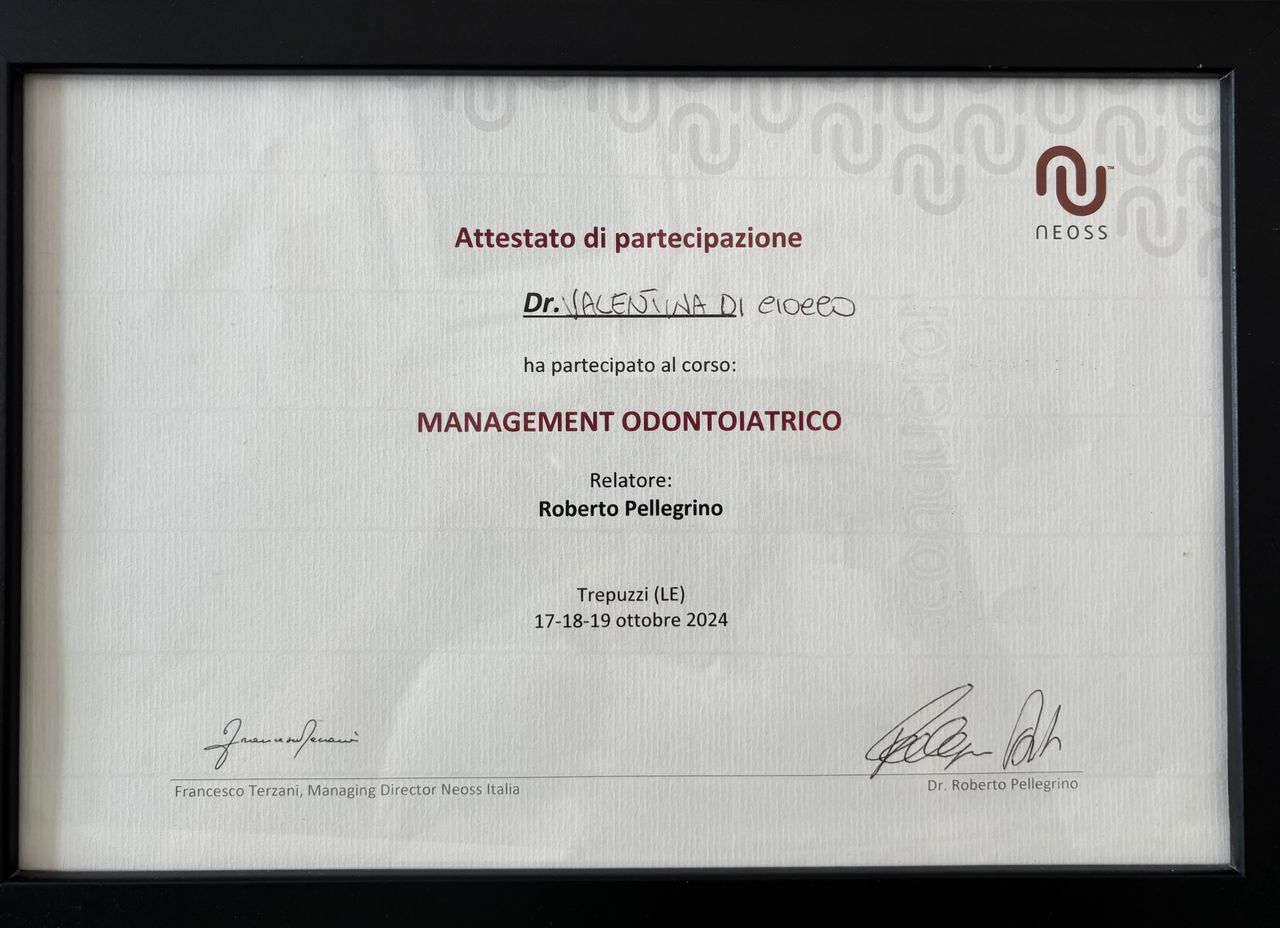 NEOSS
Attestato di partecipazione
Dr. VALENTINA DI
ha partecipato al corso:
MANAGEMENT ODONTOIATRICO
Relatore:
Roberto Pellegrino
Trepuzzi (LE)
17-18-19 ottobre 2024
Francesco Terzani, Managing Director Neoss Italia
Dr. Roberto Pellegrino